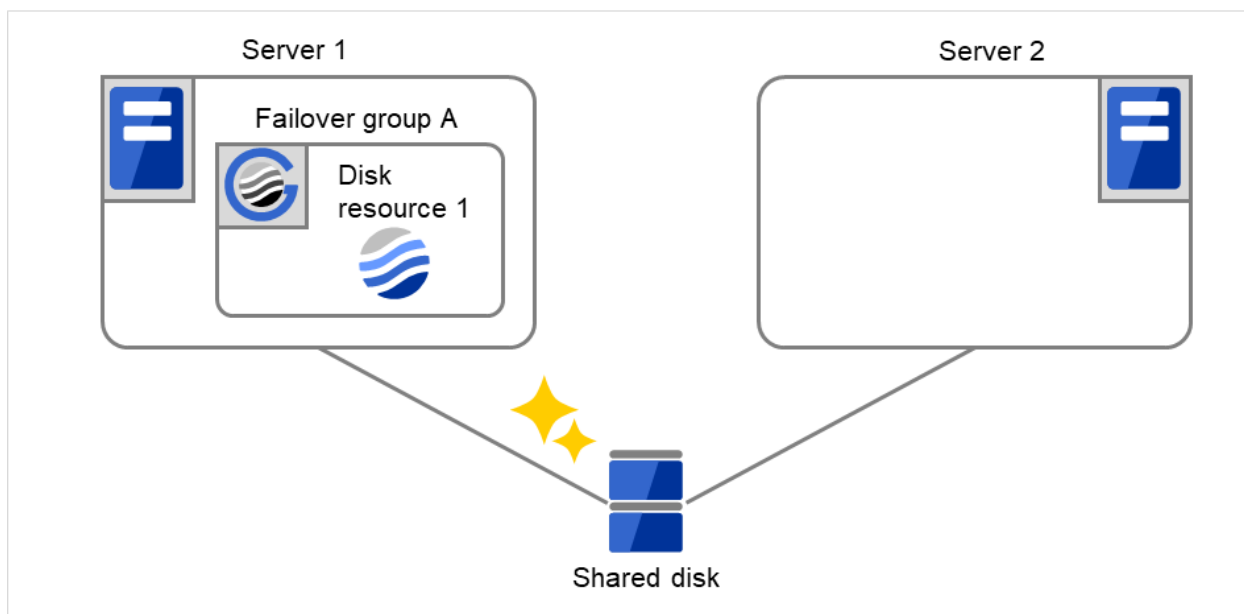 Server 1
Server 2
Failover group A
Disk
resource 1
Shared disk